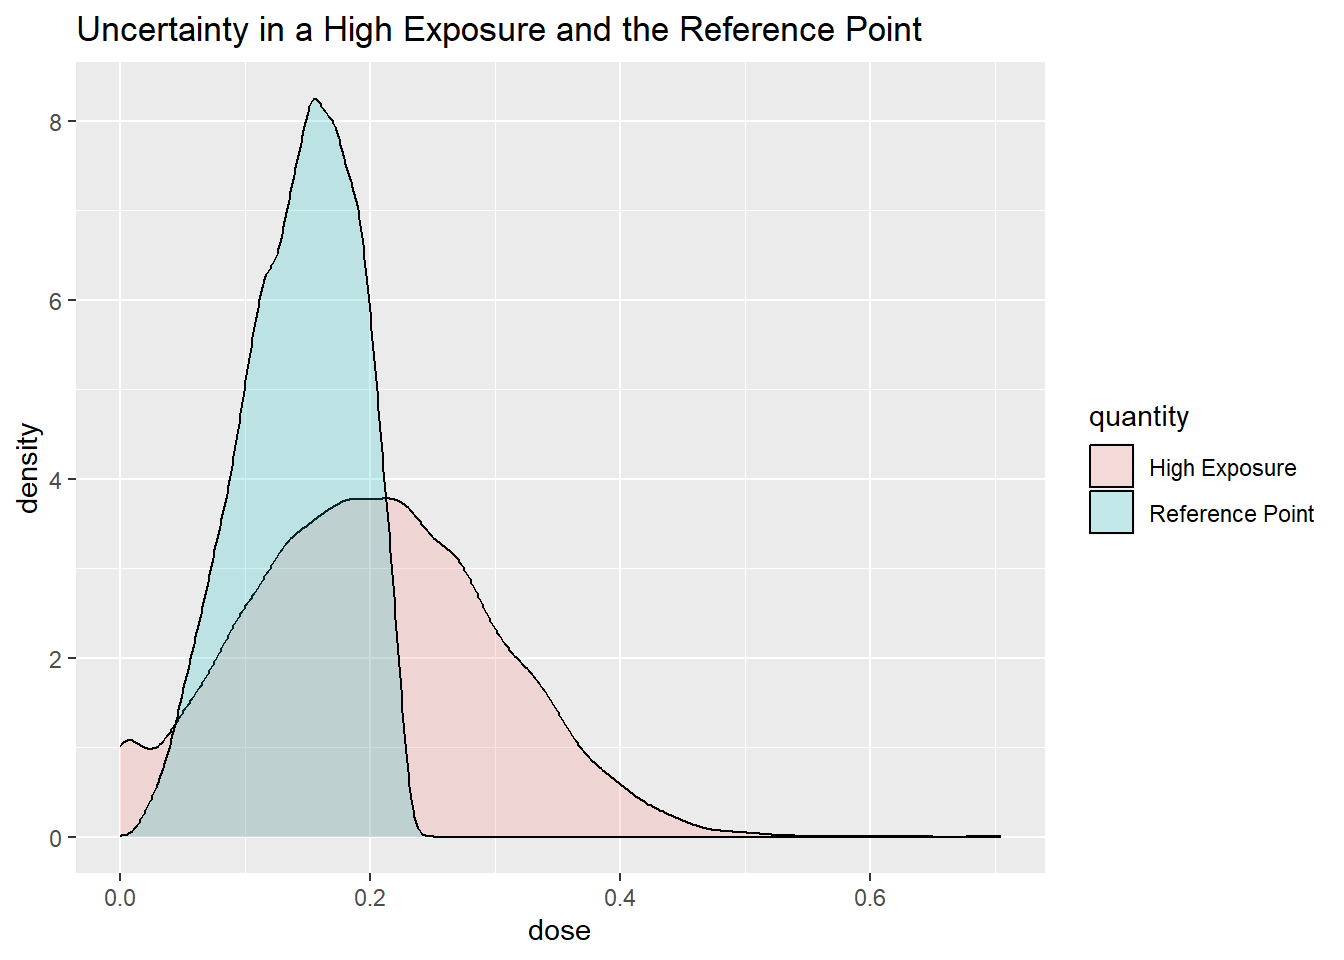 Uncertainty in a High Exposure and the Reference Point
8
6
4
2
0
density
0.0 0.2 0.4 0.6
dose
quantity
High Exposure
Reference Point